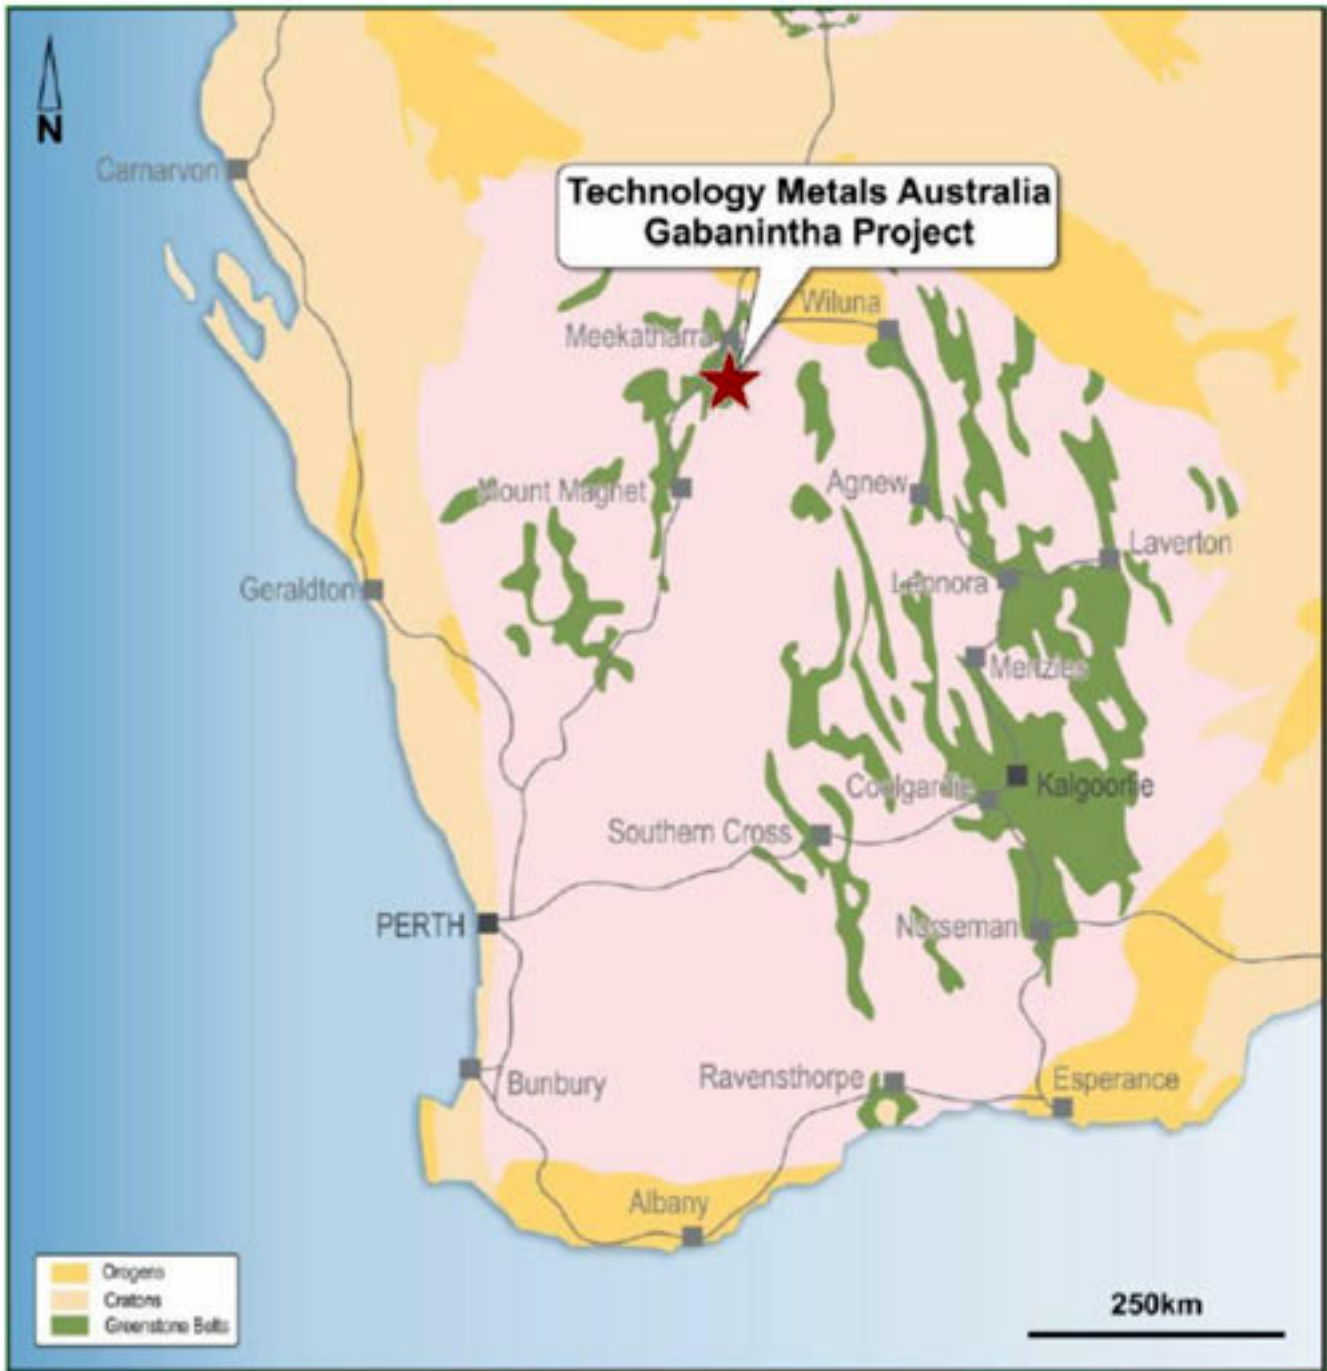 N
Carnarvon
Technology Metals Australia
Gabanintha Project
Wiluna
Meekatharra
Mount Magnet
Agnew
Laverton
Leonora
Geraldton
Menzies
Coolgardie
Kalgoorlie
Southern Cross
PERTH
Norseman
Bunbury
Ravensthorpe
Esperance
Albany
Orogens
Cratons
Greenstone Belts
250km